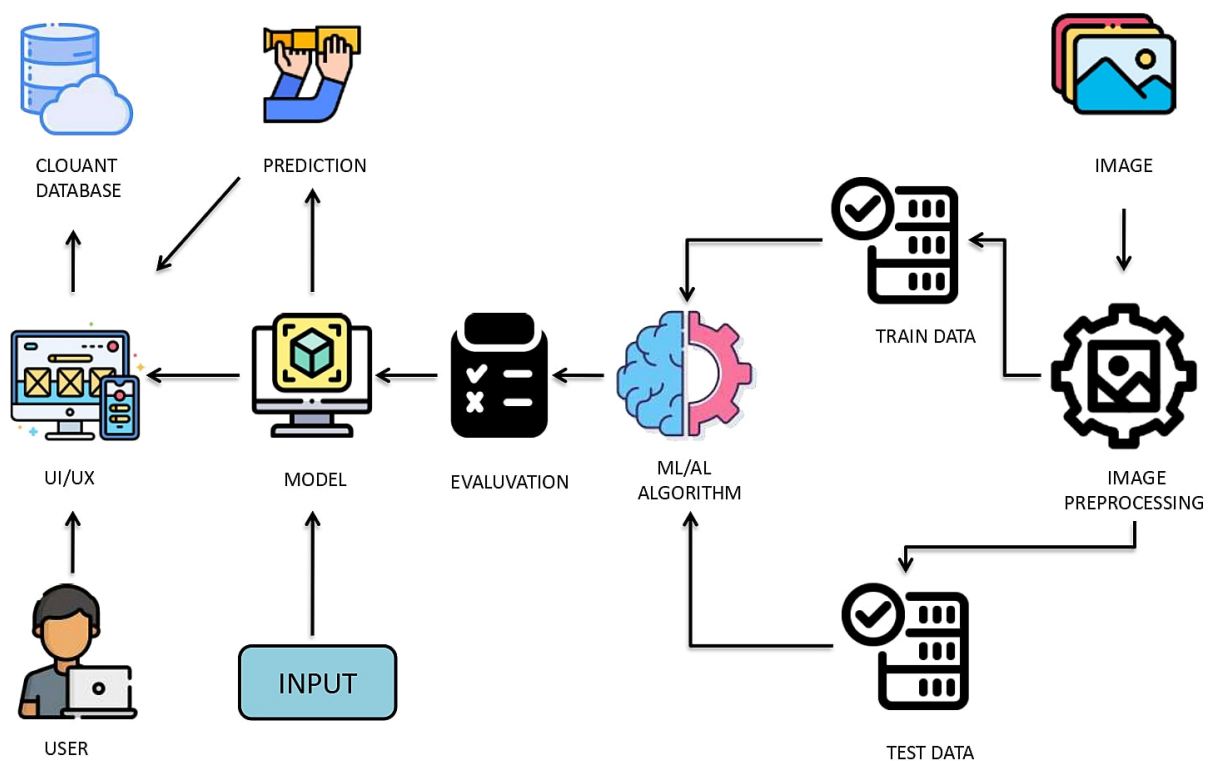 CLOUANT
DATABASE
PREDICTION
IMAGE
TRAIN DATA
UI/UX
MODEL
EVALUVATION
ML/AL
ALGORITHM
IMAGE
PREPROCESSING
INPUT
USER
TEST DATA